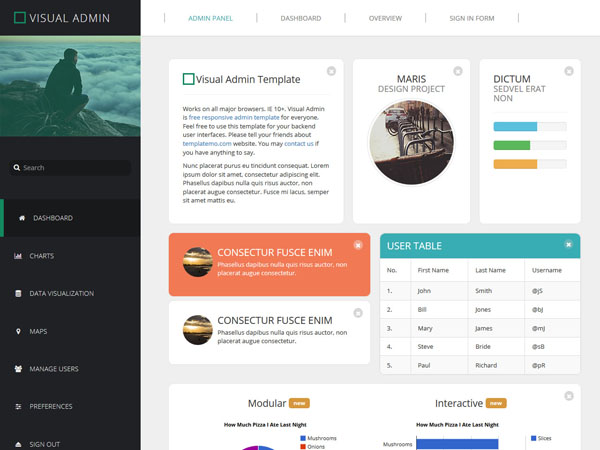 VISUAL ADMIN
ADMIN PANEL
DASHBOARD
OVERVIEW
SIGN IN FORM
Search
DASHBOARD
CHARTS
DATA VISUALIZATION
MAPS
MANAGE USERS
PREFERENCES
SIGN OUT
Visual Admin Template
Works on all major browsers. IE 10+. Visual Admin
is free responsive admin template for everyone.
Feel free to use this template for your backend
user interfaces. Please tell your friends about
templatemo.com website. You may contact us if
you have anything to say.
Nunc placerat purus eu tincidunt consequat. Lorem
ipsum dolor sit amet, consectetur adipiscing elit.
Phasellus dapibus nulla quis risus auctor, non
placerat augue consectetur. Fusce mi lacus, semper
sit amet mattis eu.
MARIS
DESIGN PROJECT
DICTUM
SEDVEL ERAT
NON
CONSECTUR FUSCE ENIM
Phasellus dapibus nulla quis risus auctor, non
placerat augue consectetur.
CONSECTUR FUSCE ENIM
Phasellus dapibus nulla quis risus auctor, non
placerat augue consectetur.
USER TABLE
No. First Name Last Name Username
1. John Smith @jS
2. Bill Jones @bJ
3. Mary James @mJ
4. Steve Bride @sB
5. Paul Richard @pR
Modular new
How Much Pizza I Ate Last Night
Mushrooms
Onions
Interactive new
How Much Pizza I Ate Last Night
Mushrooms
Slices